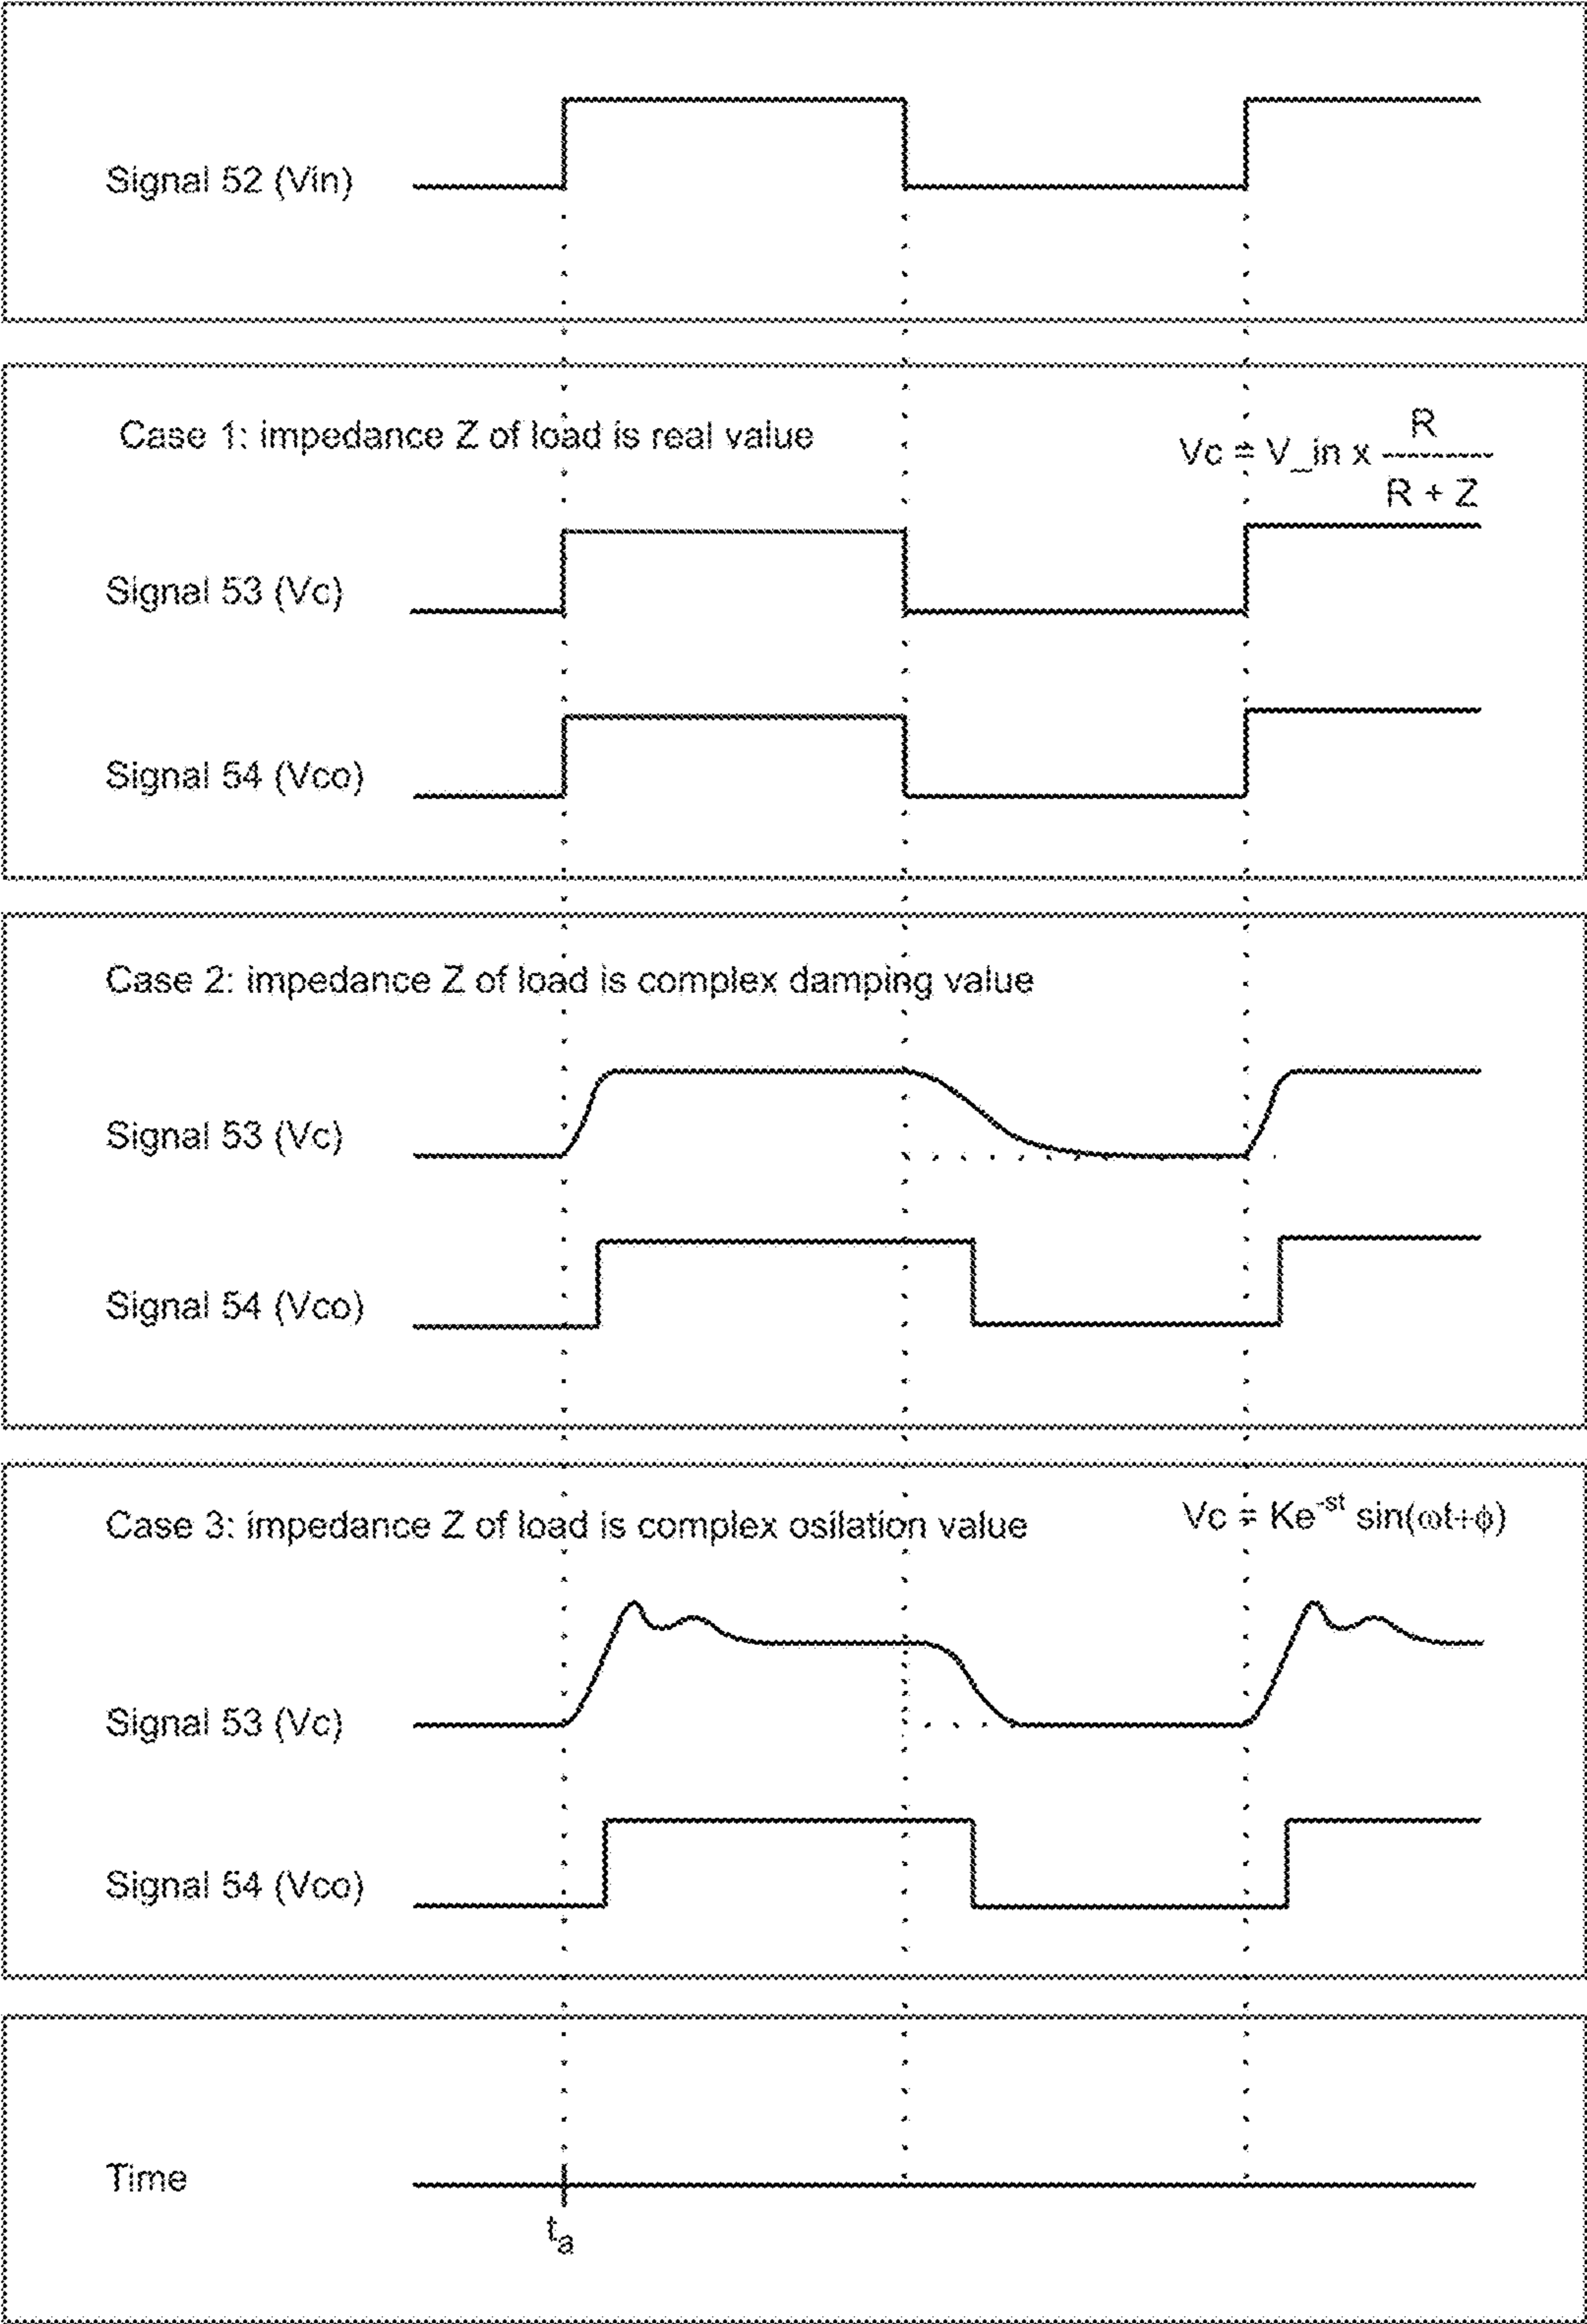 Signal 52 (Vin)
Case 1: impedance Z of load is real value
Vc = V_in x R
---------
R + Z
Signal 53 (Vc)
Signal 54 (Vco)
Case 2: impedance Z of load is complex damping value
Signal 53 (Vc)
Signal 54 (Vco)
Case 3: impedance Z of load is complex osilation value
Vc = Ke^-st sin(ωt+ϕ)
Signal 53 (Vc)
Signal 54 (Vco)
Time
ta